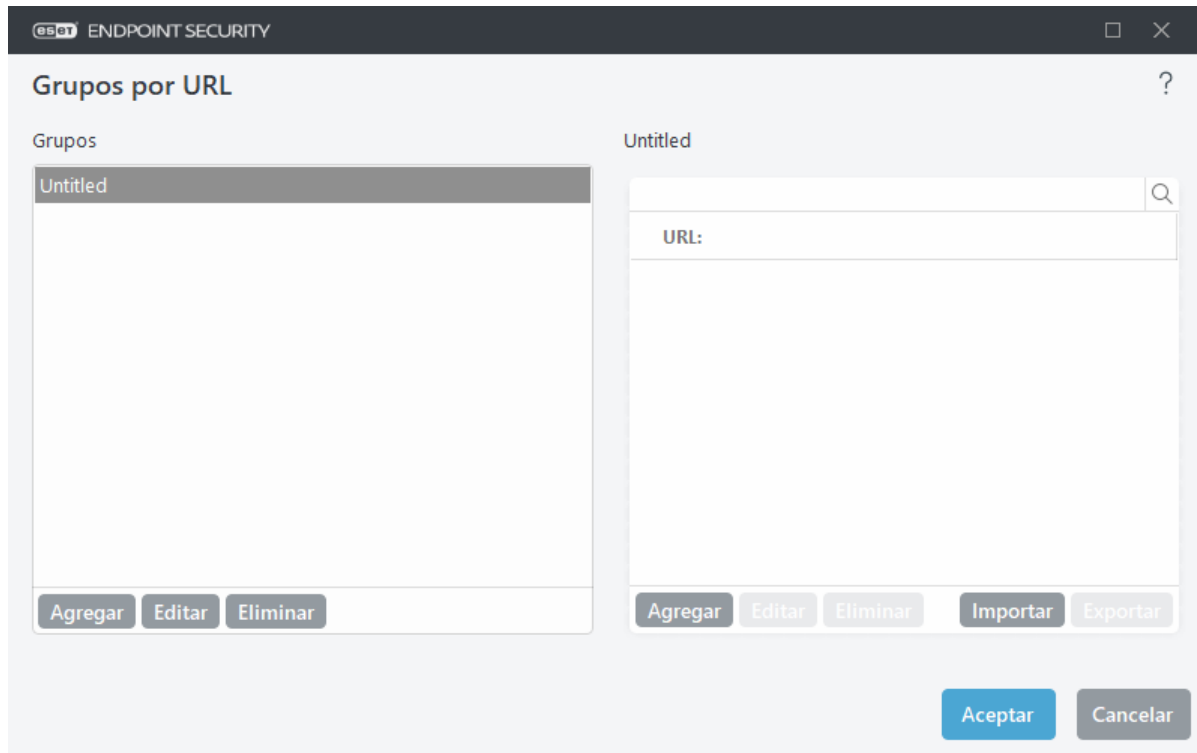 eset ENDPOINT SECURITY
Grupos por URL
?
Grupos
Untitled
Agregar Editar Eliminar
Untitled
URL:
Agregar Editar Eliminar Importar Exportar
Aceptar Cancelar